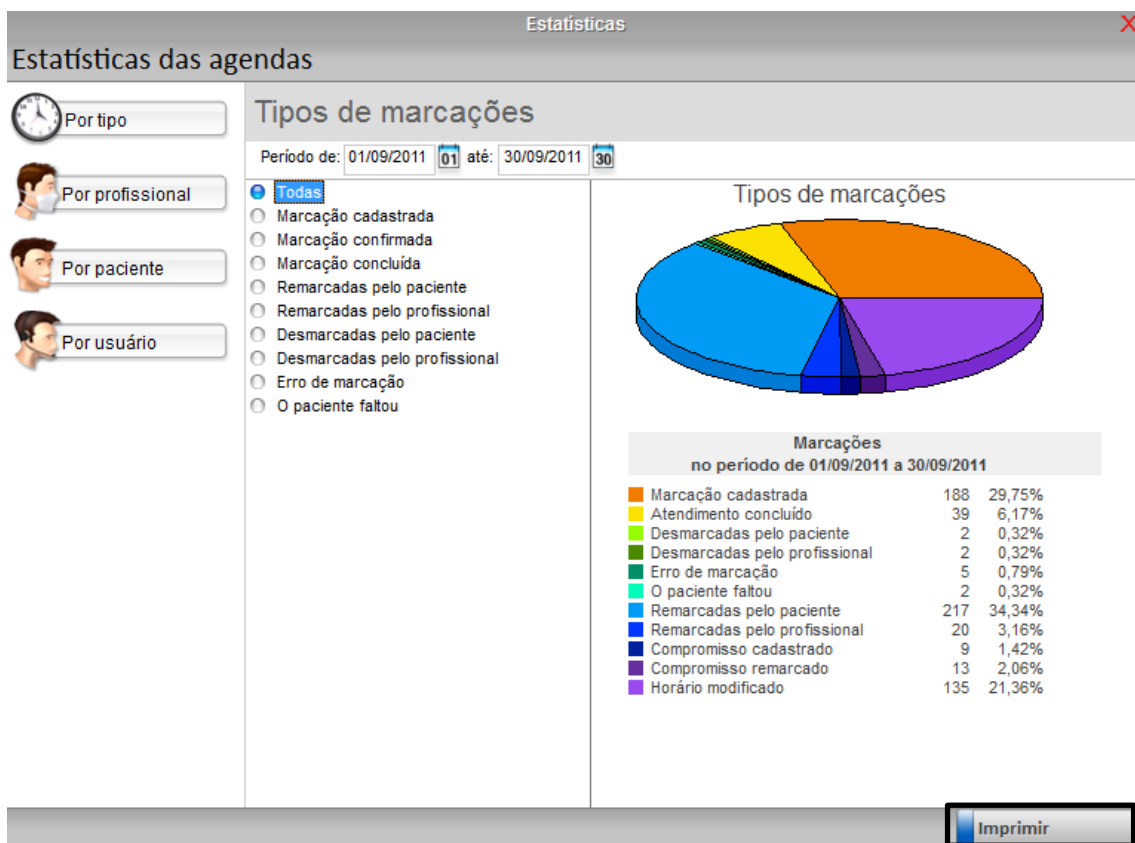 Estatísticas
X
Estatísticas das agendas
Por tipo
Por profissional
Por paciente
Por usuário
Tipos de marcações
Período de: 01/09/2011 01 até: 30/09/2011 30
Todas
Marcação cadastrada
Marcação confirmada
Marcação concluída
Remarcadas pelo paciente
Remarcadas pelo profissional
Desmarcadas pelo paciente
Desmarcadas pelo profissional
Erro de marcação
O paciente faltou
Tipos de marcações
Marcações
no período de 01/09/2011 a 30/09/2011
Marcação cadastrada 188 29,75%
Atendimento concluído 39 6,17%
Desmarcadas pelo paciente 2 0,32%
Desmarcadas pelo profissional 2 0,32%
Erro de marcação 5 0,79%
O paciente faltou 2 0,32%
Remarcadas pelo paciente 217 34,34%
Remarcadas pelo profissional 20 3,16%
Compromisso cadastrado 9 1,42%
Compromisso remarcado 13 2,06%
Horário modificado 135 21,36%
Imprimir